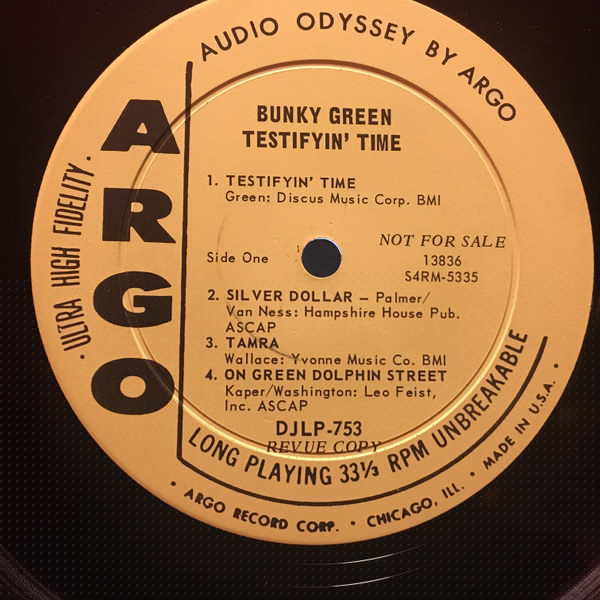 AUDIO ODYSSEY BY ARGO
ARGO
· ULTRA HIGH FIDELITY ·
BUNKY GREEN
TESTIFYIN' TIME
1. TESTIFYIN' TIME
Green: Discus Music Corp. BMI
NOT FOR SALE
Side One
13836
S4RM-5335
2. SILVER DOLLAR – Palmer/
Van Ness: Hampshire House Pub.
ASCAP
3. TAMRA
Wallace: Yvonne Music Co. BMI
4. ON GREEN DOLPHIN STREET
Kaper/Washington: Leo Feist,
Inc. ASCAP
DJLP-753
REVUE COPY
LONG PLAYING 33⅓ RPM UNBREAKABLE
· ARGO RECORD CORP. · CHICAGO, ILL. · MADE IN U.S.A. ·